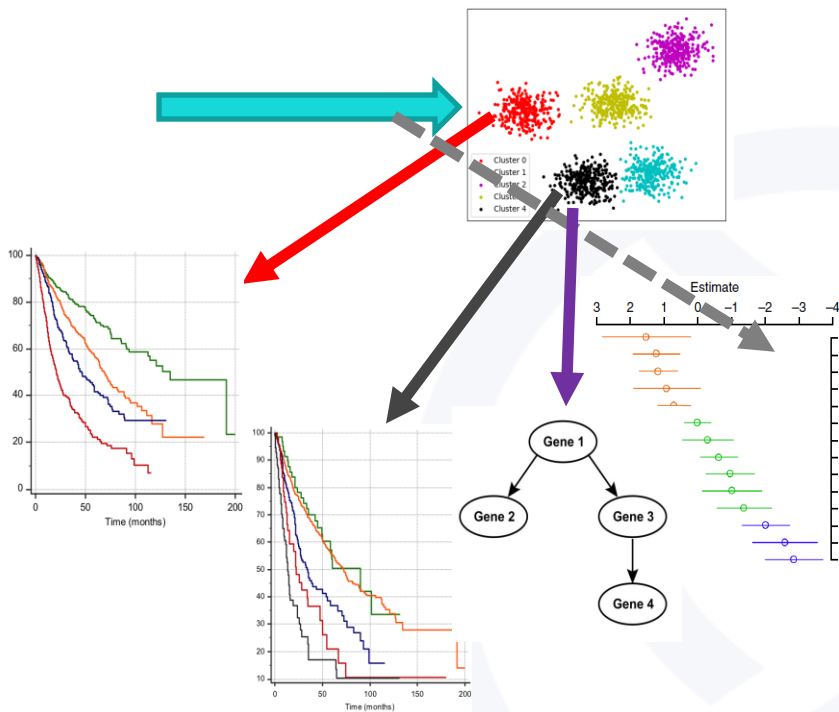 Cluster 0
Cluster 1
Cluster 2
Cluster
Cluster 4
100
80
60
40
20
0
0
50
100
150
200
Time (months)
100
90
80
70
60
50
40
30
20
10
0
50
100
150
200
Time (months)
Gene 1
Gene 2
Gene 3
Gene 4
Estimate
3
2
1
0
-1
-2
-3
-4